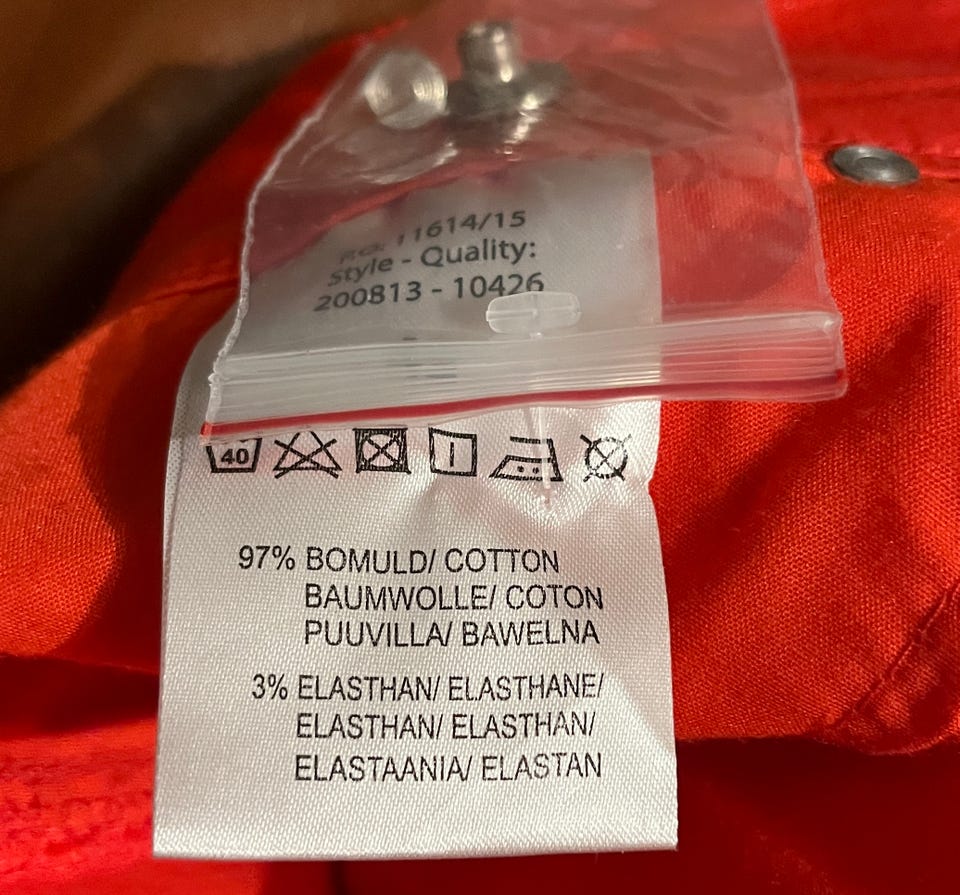 P.O: 11614/15
Style - Quality:
200813 - 10426
40
97% BOMULD/ COTTON
BAUMWOLLE/ COTON
PUUVILLA/ BAWELNA
3% ELASTHAN/ ELASTHANE/
ELASTHAN/ ELASTHAN/
ELASTAANIA/ ELASTAN